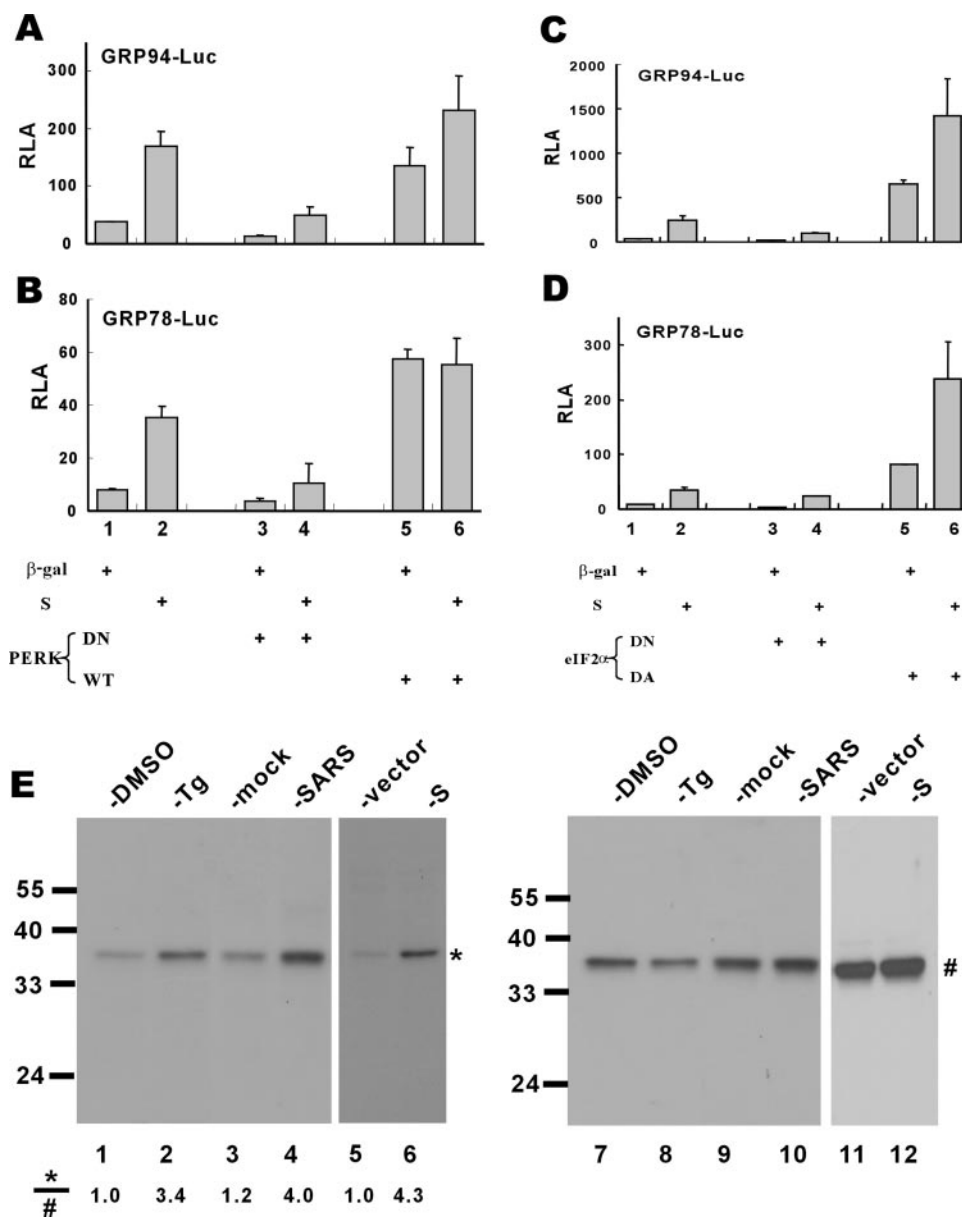 A
GRP94-Luc
RLA
300
200
100
0
B
GRP78-Luc
RLA
80
60
40
20
0
1 2 3 4 5 6
β-gal + + +
S + + +
PERK { DN + +
WT + +
C
GRP94-Luc
RLA
2000
1500
1000
500
0
D
GRP78-Luc
RLA
300
200
100
0
1 2 3 4 5 6
β-gal + + +
S + + +
eIF2α { DN + +
DA + +
E
-DMSO -Tg -mock -SARS -vector -S
55
40
33
24
*
1 2 3 4 5 6
*/# 1.0 3.4 1.2 4.0 1.0 4.3
-DMSO -Tg -mock -SARS -vector -S
55
40
33
24
#
7 8 9 10 11 12